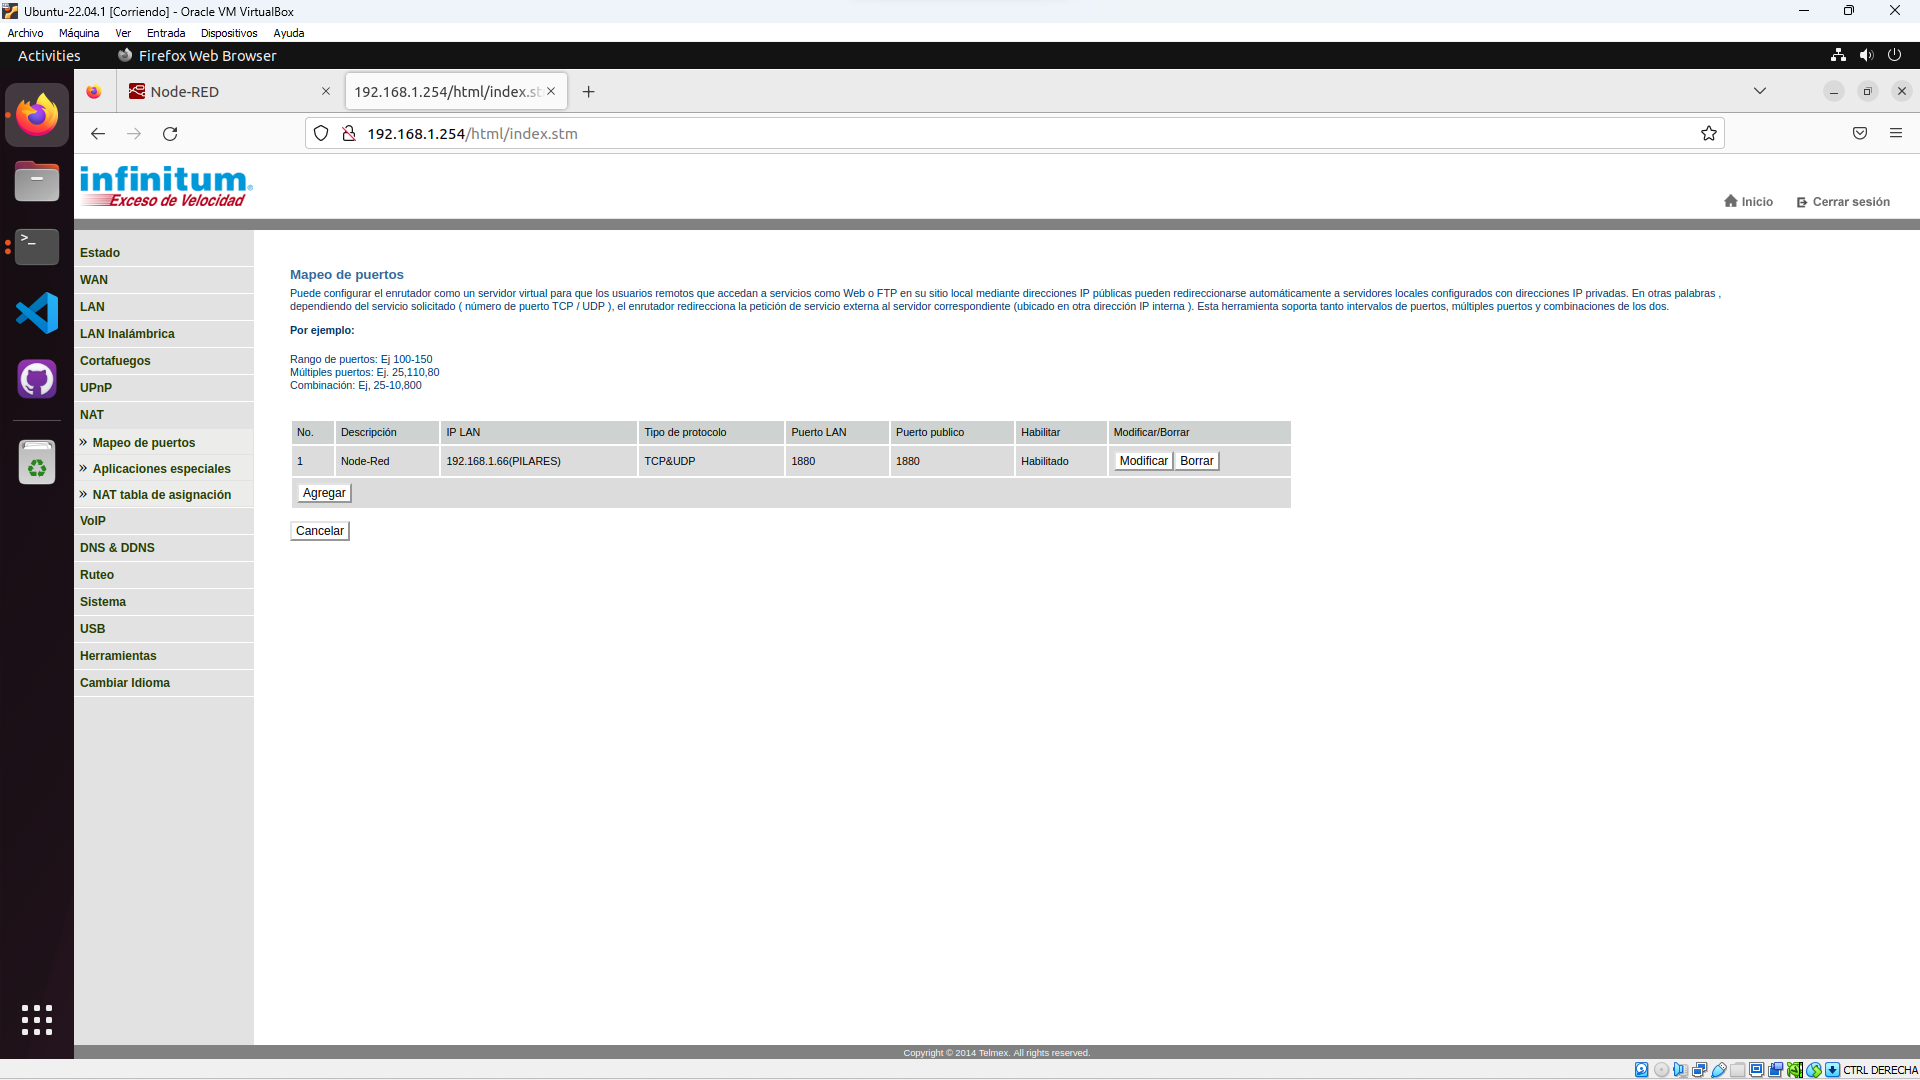 Ubuntu-22.04.1 [Corriendo] - Oracle VM VirtualBox
Archivo Máquina Ver Entrada Dispositivos Ayuda
Activities Firefox Web Browser
Node-RED 192.168.1.254/html/index.st
192.168.1.254/html/index.stm
infinitum®
Exceso de Velocidad
Inicio Cerrar sesión
Estado
WAN
LAN
LAN Inalámbrica
Cortafuegos
UPnP
NAT
» Mapeo de puertos
» Aplicaciones especiales
» NAT tabla de asignación
VoIP
DNS & DDNS
Ruteo
Sistema
USB
Herramientas
Cambiar Idioma
Mapeo de puertos
Puede configurar el enrutador como un servidor virtual para que los usuarios remotos que accedan a servicios como Web o FTP en su sitio local mediante direcciones IP públicas pueden redireccionarse automáticamente a servidores locales configurados con direcciones IP privadas. En otras palabras ,
dependiendo del servicio solicitado ( número de puerto TCP / UDP ), el enrutador redirecciona la petición de servicio externa al servidor correspondiente (ubicado en otra dirección IP interna ). Esta herramienta soporta tanto intervalos de puertos, múltiples puertos y combinaciones de los dos.
Por ejemplo:
Rango de puertos: Ej 100-150
Múltiples puertos: Ej. 25,110,80
Combinación: Ej, 25-10,800
No. Descripción IP LAN Tipo de protocolo Puerto LAN Puerto publico Habilitar Modificar/Borrar
1 Node-Red 192.168.1.66(PILARES) TCP&UDP 1880 1880 Habilitado Modificar Borrar
Agregar
Cancelar
Copyright © 2014 Telmex. All rights reserved.
CTRL DERECHA